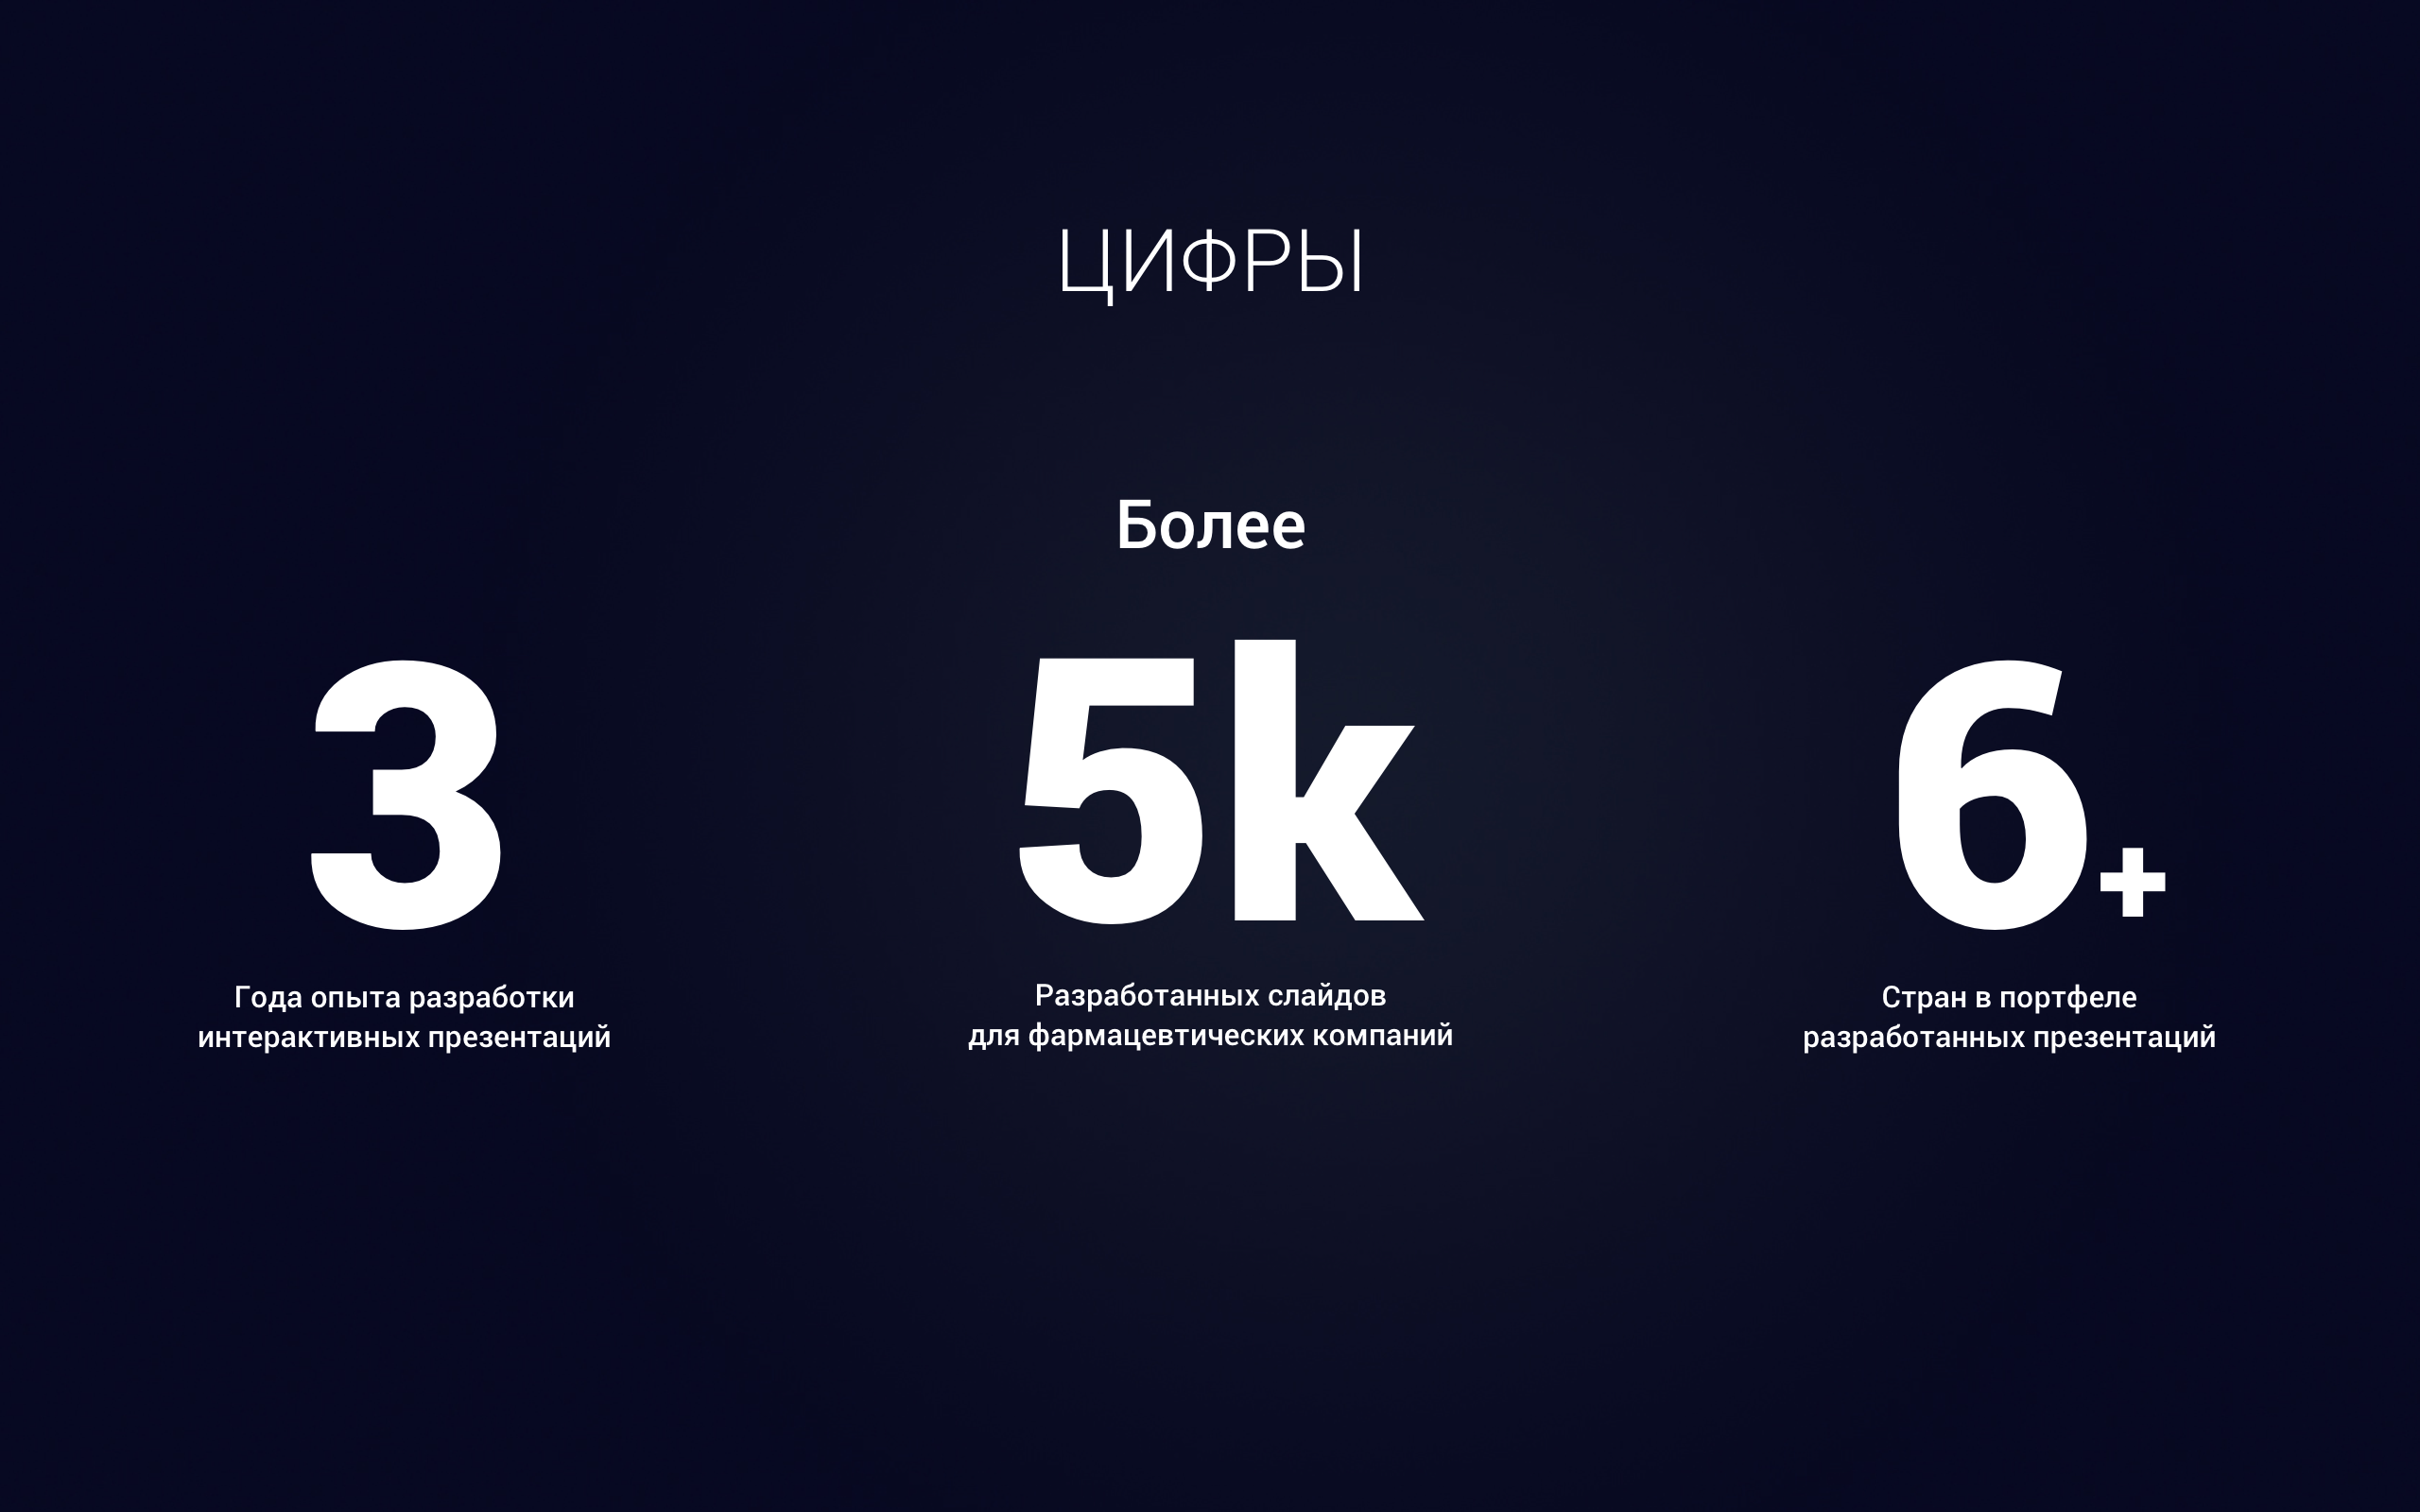 ЦИФРЫ
3
Года опыта разработки
интерактивных презентаций
Более
5k
Разработанных слайдов
для фармацевтических компаний
6+
Стран в портфеле
разработанных презентаций